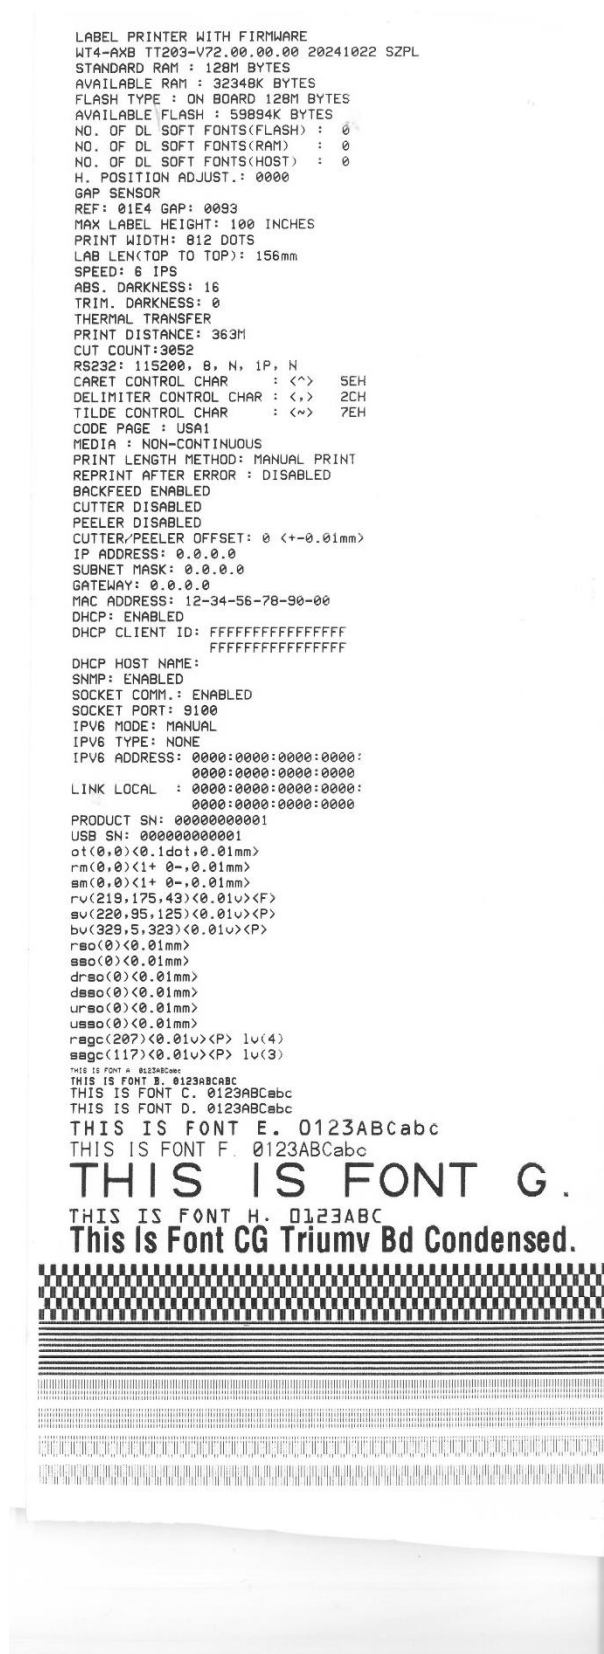 LABEL PRINTER WITH FIRMWARE
WT4-AXB TT203-V72.00.00.00 20241022 SZPL
STANDARD RAM : 128M BYTES
AVAILABLE RAM : 32348K BYTES
FLASH TYPE : ON BOARD 128M BYTES
AVAILABLE FLASH : 59894K BYTES
NO. OF DL SOFT FONTS(FLASH) : 0
NO. OF DL SOFT FONTS(RAM) : 0
NO. OF DL SOFT FONTS(HOST) : 0
H. POSITION ADJUST.: 0000
GAP SENSOR
REF: 01E4 GAP: 0093
MAX LABEL HEIGHT: 100 INCHES
PRINT WIDTH: 812 DOTS
LAB LEN(TOP TO TOP): 156mm
SPEED: 6 IPS
ABS. DARKNESS: 16
TRIM. DARKNESS: 0
THERMAL TRANSFER
PRINT DISTANCE: 363M
CUT COUNT:3052
RS232: 115200, 8, N, 1P, N
CARET CONTROL CHAR : <^> 5EH
DELIMITER CONTROL CHAR : <,> 2CH
TILDE CONTROL CHAR : <~> 7EH
CODE PAGE : USA1
MEDIA : NON-CONTINUOUS
PRINT LENGTH METHOD: MANUAL PRINT
REPRINT AFTER ERROR : DISABLED
BACKFEED ENABLED
CUTTER DISABLED
PEELER DISABLED
CUTTER/PEELER OFFSET: 0 <+-0.01mm>
IP ADDRESS: 0.0.0.0
SUBNET MASK: 0.0.0.0
GATEWAY: 0.0.0.0
MAC ADDRESS: 12-34-56-78-90-00
DHCP: ENABLED
DHCP CLIENT ID: FFFFFFFFFFFFFFFF
FFFFFFFFFFFFFFFF
DHCP HOST NAME:
SNMP: ENABLED
SOCKET COMM.: ENABLED
SOCKET PORT: 9100
IPV6 MODE: MANUAL
IPV6 TYPE: NONE
IPV6 ADDRESS: 0000:0000:0000:0000:
0000:0000:0000:0000
LINK LOCAL : 0000:0000:0000:0000:
0000:0000:0000:0000
PRODUCT SN: 00000000001
USB SN: 000000000001
ot(0,0)<0.1dot,0.01mm>
rm(0,0)<1+ 0-,0.01mm>
sm(0,0)<1+ 0-,0.01mm>
rv(219,175,43)<0.01v><F>
sv(220,95,125)<0.01v><P>
bv(329,5,323)<0.01v><P>
rso(0)<0.01mm>
sso(0)<0.01mm>
drso(0)<0.01mm>
dsso(0)<0.01mm>
urso(0)<0.01mm>
usso(0)<0.01mm>
ragc(207)<0.01v><P> lv(4)
sagc(117)<0.01v><P> lv(3)
THIS IS FONT A. 0123ABCabc
THIS IS FONT B. 0123ABCABC
THIS IS FONT C. 0123ABCabc
THIS IS FONT D. 0123ABCabc
THIS IS FONT E. 0123ABCabc
THIS IS FONT F. 0123ABCabc
THIS IS FONT G.
THIS IS FONT H. 0123ABC
This Is Font CG Triumv Bd Condensed.